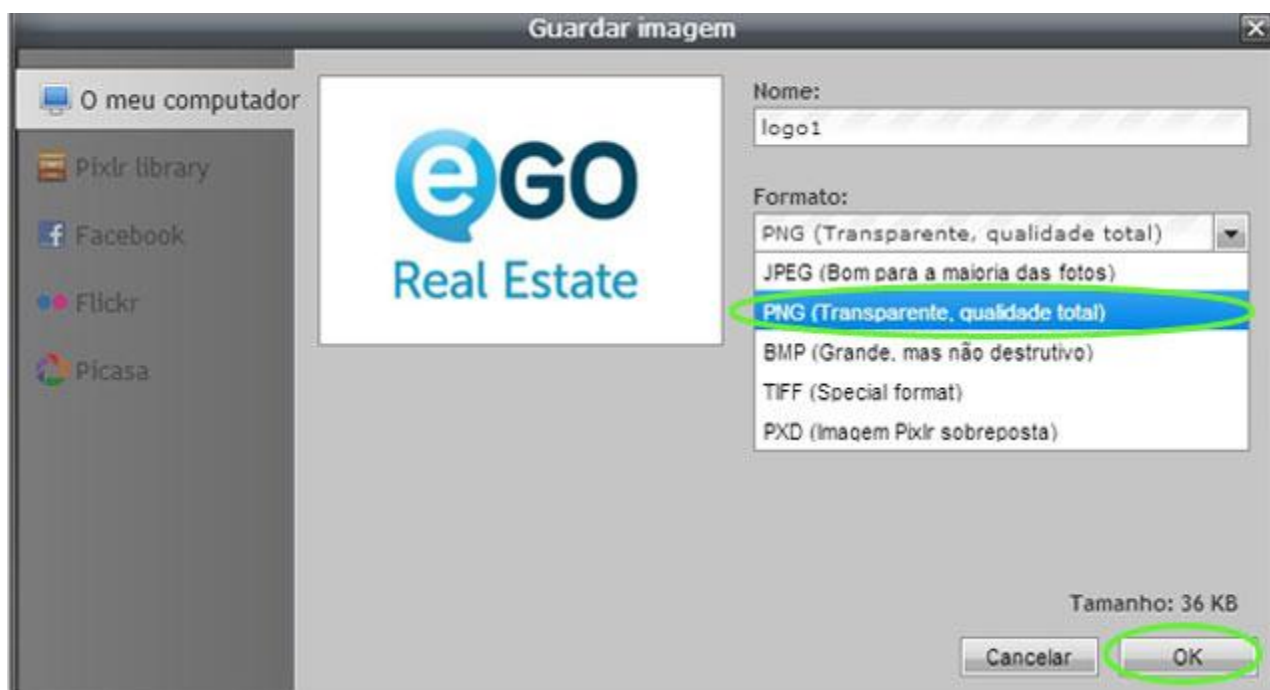 Guardar imagem
O meu computador
Pixlr library
Facebook
Flickr
Picasa
eGO
Real Estate
Nome:
logo1
Formato:
PNG (Transparente, qualidade total)
JPEG (Bom para a maioria das fotos)
PNG (Transparente, qualidade total)
BMP (Grande, mas não destrutivo)
TIFF (Special format)
PXD (Imagem Pixlr sobreposta)
Tamanho: 36 KB
Cancelar
OK